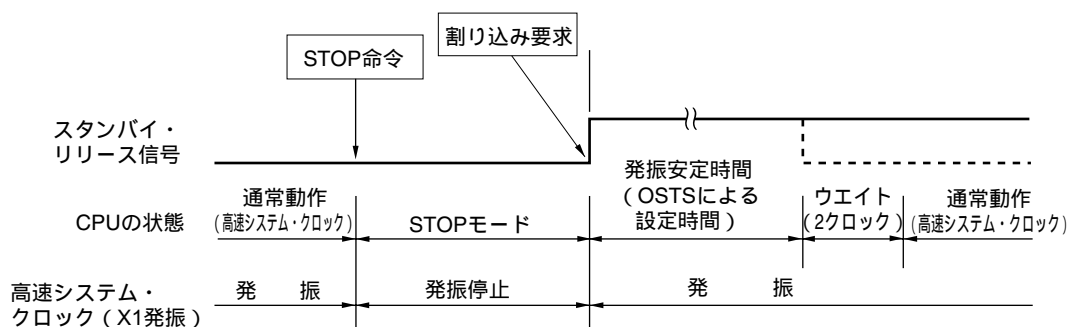 割り込み要求
STOP命令
スタンバイ・
リリース信号
発振安定時間
(OSTSによる
設定時間)
CPUの状態
通常動作
(高速システム・クロック)
STOPモード
ウエイト
(2クロック)
通常動作
(高速システム・クロック)
高速システム・
クロック(X1発振)
発 振
発振停止
発 振